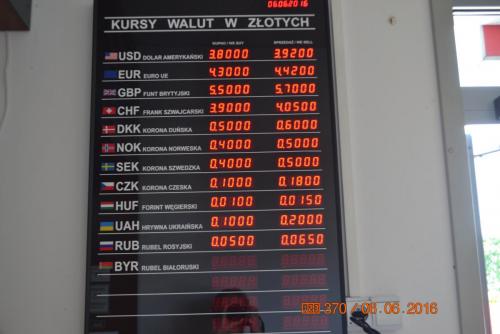 06.06.2016
KURSY WALUT W ZŁOTYCH
KUPNO / WE BUY SPRZEDAŻ / WE SELL
USD DOLAR AMERYKAŃSKI 3.8000 3.9200
EUR EURO UE 4.3000 4.4200
GBP FUNT BRYTYJSKI 5.5000 5.7000
CHF FRANK SZWAJCARSKI 3.9000 4.0500
DKK KORONA DUŃSKA 0.5000 0.6000
NOK KORONA NORWESKA 0.4000 0.5000
SEK KORONA SZWEDZKA 0.4000 0.5000
CZK KORONA CZESKA 0.1000 0.1800
HUF FORINT WĘGIERSKI 0.0100 0.0150
UAH HRYWNA UKRAIŃSKA 0.1000 0.2000
RUB RUBEL ROSYJSKI 0.0500 0.0650
BYR RUBEL BIAŁORUSKI
370 / 06.06.2016